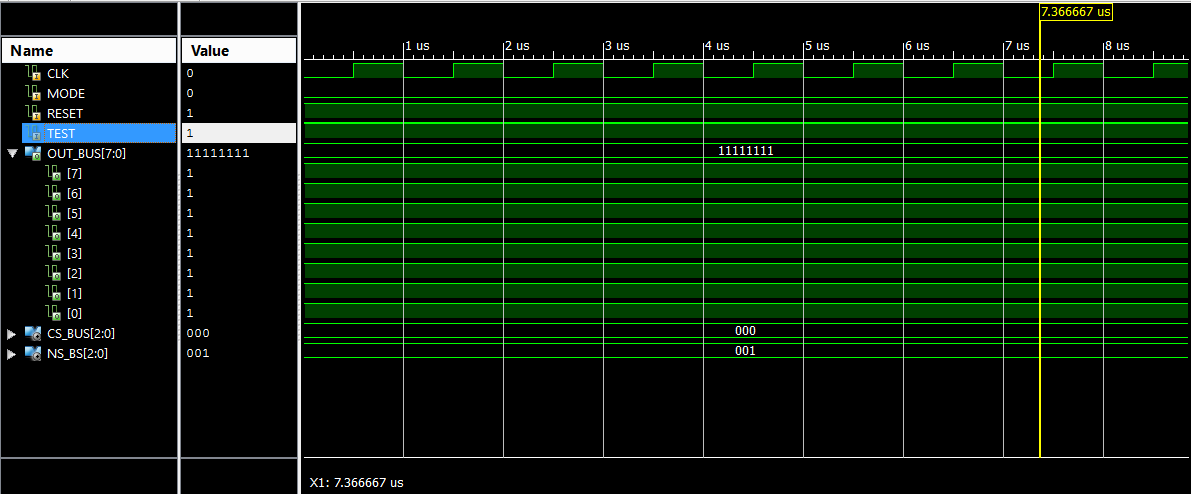 7.366667 us
Name Value 1 us 2 us 3 us 4 us 5 us 6 us 7 us 8 us
CLK 0
MODE 0
RESET 1
TEST 1
OUT_BUS[7:0] 11111111 11111111
[7] 1
[6] 1
[5] 1
[4] 1
[3] 1
[2] 1
[1] 1
[0] 1
CS_BUS[2:0] 000 000
NS_BS[2:0] 001 001
X1: 7.366667 us